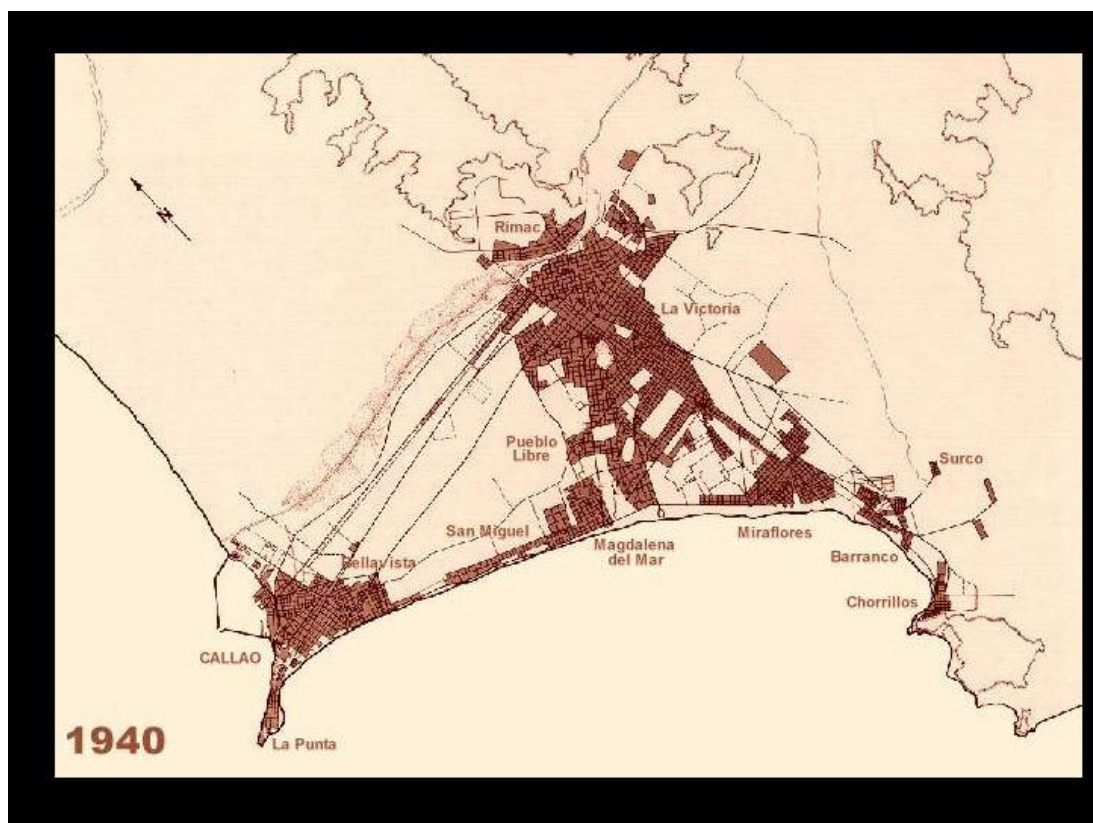 N
Rimac
La Victoria
Pueblo
Libre
Surco
San Miguel
Magdalena
del Mar
Miraflores
Barranco
Bellavista
Chorrillos
CALLAO
1940
La Punta